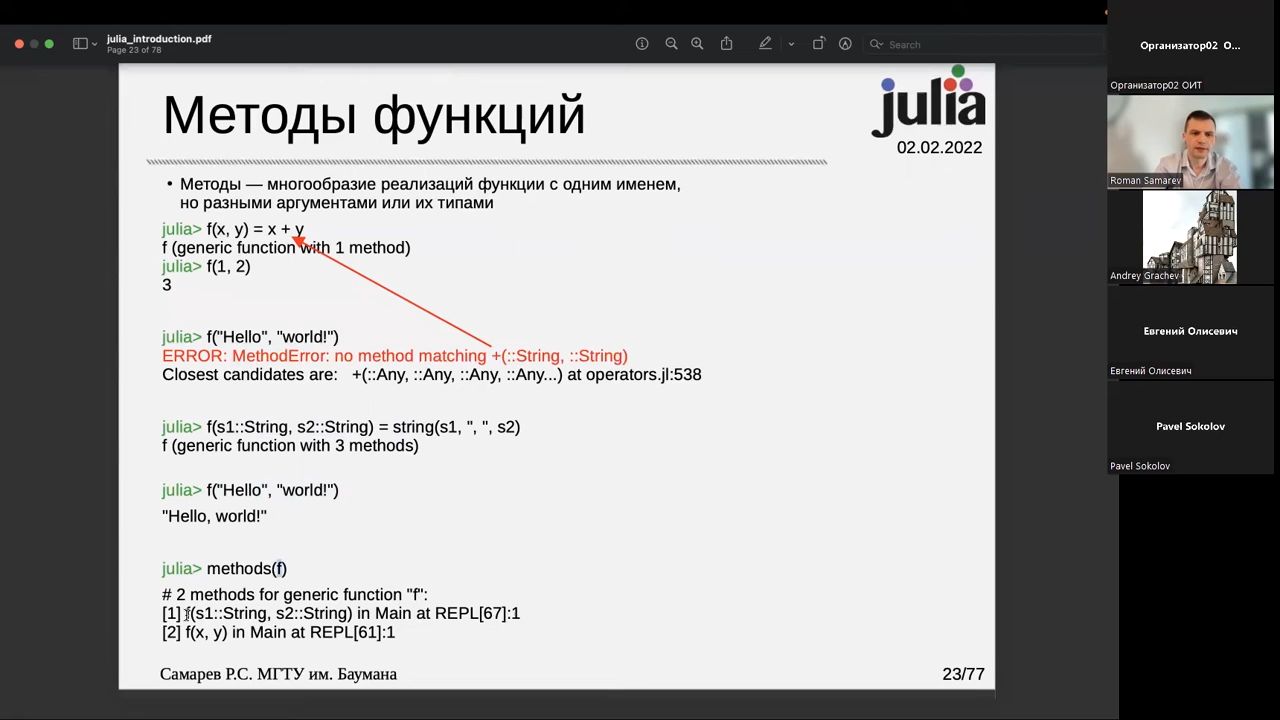 julia_introduction.pdf
Page 23 of 78
Search
Методы функций
julia
02.02.2022
• Методы — многообразие реализаций функции с одним именем,
но разными аргументами или их типами
julia> f(x, y) = x + y
f (generic function with 1 method)
julia> f(1, 2)
3
julia> f("Hello", "world!")
ERROR: MethodError: no method matching +(::String, ::String)
Closest candidates are: +(::Any, ::Any, ::Any, ::Any...) at operators.jl:538
julia> f(s1::String, s2::String) = string(s1, ", ", s2)
f (generic function with 3 methods)
julia> f("Hello", "world!")
"Hello, world!"
julia> methods(f)
# 2 methods for generic function "f":
[1] f(s1::String, s2::String) in Main at REPL[67]:1
[2] f(x, y) in Main at REPL[61]:1
Самарев Р.С. МГТУ им. Баумана
23/77
Организатор02 О...
Организатор02 ОИТ
Roman Samarev
Andrey Grachev
Евгений Олисевич
Евгений Олисевич
Pavel Sokolov
Pavel Sokolov